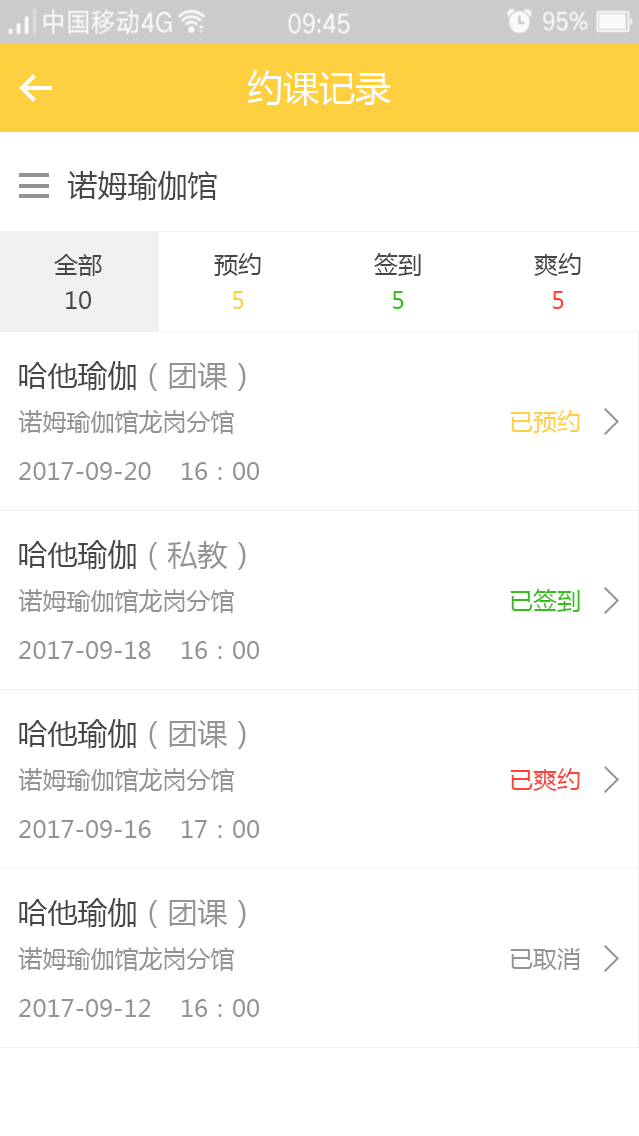 中国移动4G 09:45 95%
约课记录
诺姆瑜伽馆
全部 预约 签到 爽约
10 5 5 5
哈他瑜伽（团课）
诺姆瑜伽馆龙岗分馆 已预约
2017-09-20 16：00
哈他瑜伽（私教）
诺姆瑜伽馆龙岗分馆 已签到
2017-09-18 16：00
哈他瑜伽（团课）
诺姆瑜伽馆龙岗分馆 已爽约
2017-09-16 17：00
哈他瑜伽（团课）
诺姆瑜伽馆龙岗分馆 已取消
2017-09-12 16：00